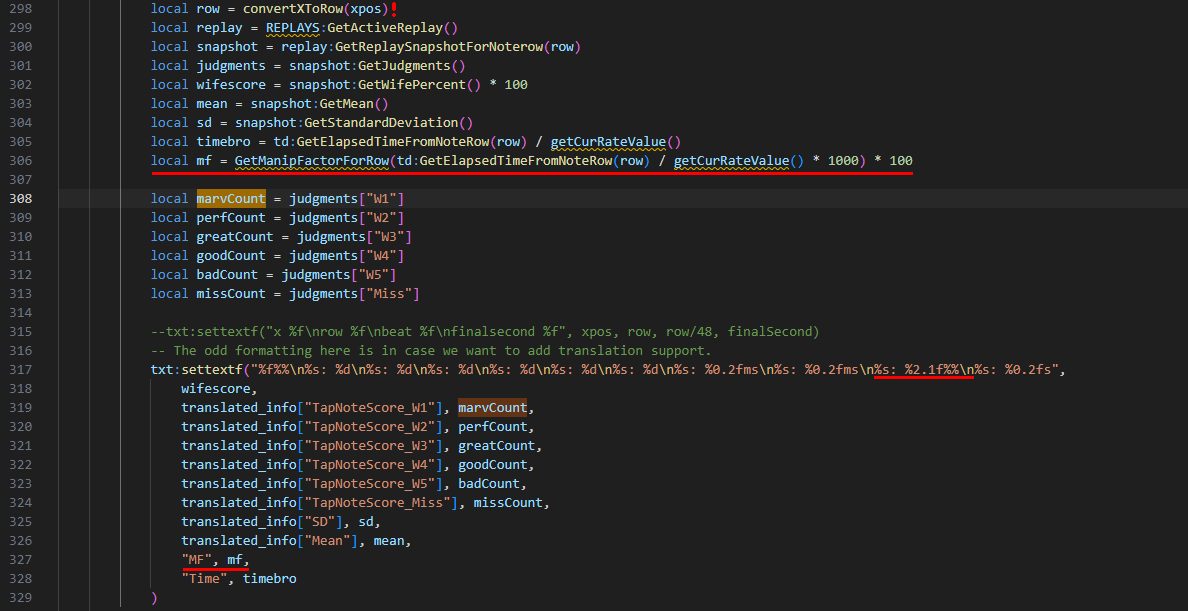 298 local row = convertXToRow(xpos)!
299 local replay = REPLAYS:GetActiveReplay()
300 local snapshot = replay:GetReplaySnapshotForNoterow(row)
301 local judgments = snapshot:GetJudgments()
302 local wifescore = snapshot:GetWifePercent() * 100
303 local mean = snapshot:GetMean()
304 local sd = snapshot:GetStandardDeviation()
305 local timebro = td:GetElapsedTimeFromNoteRow(row) / getCurRateValue()
306 local mf = GetManipFactorForRow(td:GetElapsedTimeFromNoteRow(row) / getCurRateValue() * 1000) * 100
307
308 local marvCount = judgments["W1"]
309 local perfCount = judgments["W2"]
310 local greatCount = judgments["W3"]
311 local goodCount = judgments["W4"]
312 local badCount = judgments["W5"]
313 local missCount = judgments["Miss"]
314
315 --txt:settextf("x %f\nrow %f\nbeat %f\nfinalsecond %f", xpos, row, row/48, finalSecond)
316 -- The odd formatting here is in case we want to add translation support.
317 txt:settextf("%f%%\n%s: %d\n%s: %d\n%s: %d\n%s: %d\n%s: %d\n%s: %d\n%s: %0.2fms\n%s: %0.2fms\n%s: %2.1f%%\n%s: %0.2fs",
318 wifescore,
319 translated_info["TapNoteScore_W1"], marvCount,
320 translated_info["TapNoteScore_W2"], perfCount,
321 translated_info["TapNoteScore_W3"], greatCount,
322 translated_info["TapNoteScore_W4"], goodCount,
323 translated_info["TapNoteScore_W5"], badCount,
324 translated_info["TapNoteScore_Miss"], missCount,
325 translated_info["SD"], sd,
326 translated_info["Mean"], mean,
327 "MF", mf,
328 "Time", timebro
329 )